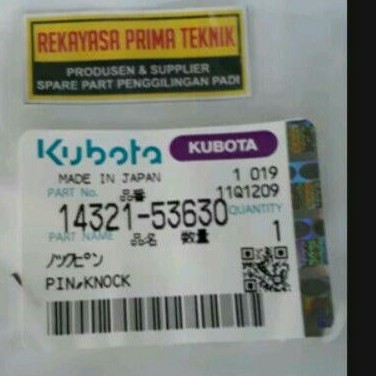 REKAYASA PRIMA TEKNIK
PRODUSEN & SUPPLIER
SPARE PART PENGGILINGAN PADI
Kubota KUBOTA
MADE IN JAPAN 1 019
PART No. 品番 11Q1209
14321-53630 QUANTITY
PART NAME 品名 数量 1
ノツクピン
PIN,KNOCK